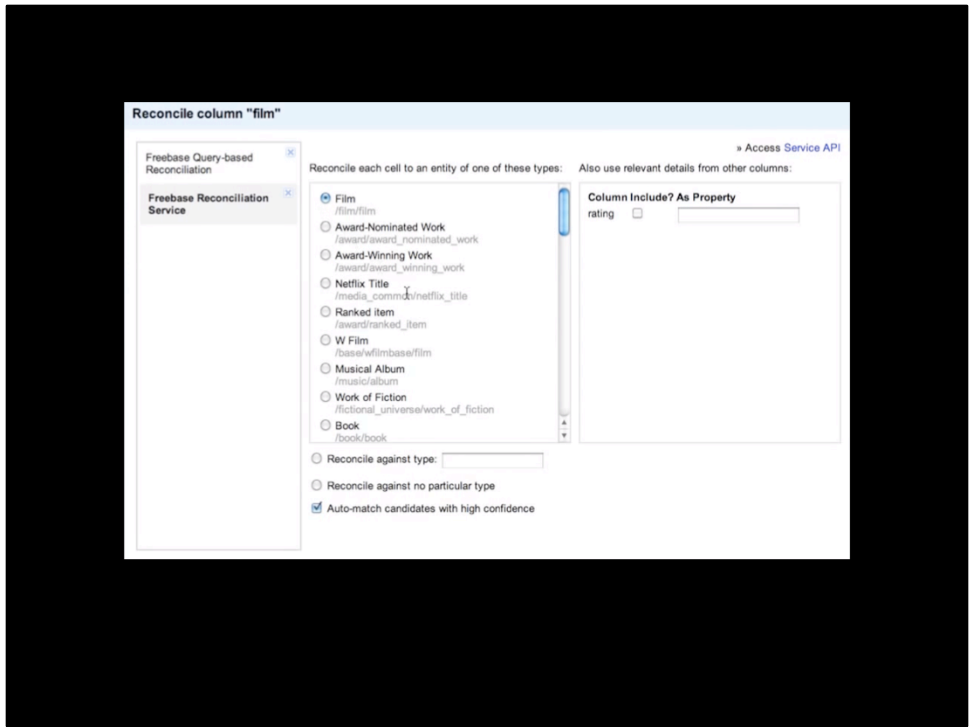 Reconcile column "film"
Freebase Query-based
Reconciliation
Freebase Reconciliation
Service
» Access Service API
Reconcile each cell to an entity of one of these types:
Film
/film/film
Award-Nominated Work
/award/award_nominated_work
Award-Winning Work
/award/award_winning_work
Netflix Title
/media_common/netflix_title
Ranked item
/award/ranked_item
W Film
/base/wfilmbase/film
Musical Album
/music/album
Work of Fiction
/fictional_universe/work_of_fiction
Book
/book/book
Reconcile against type:
Reconcile against no particular type
Auto-match candidates with high confidence
Also use relevant details from other columns:
Column Include? As Property
rating